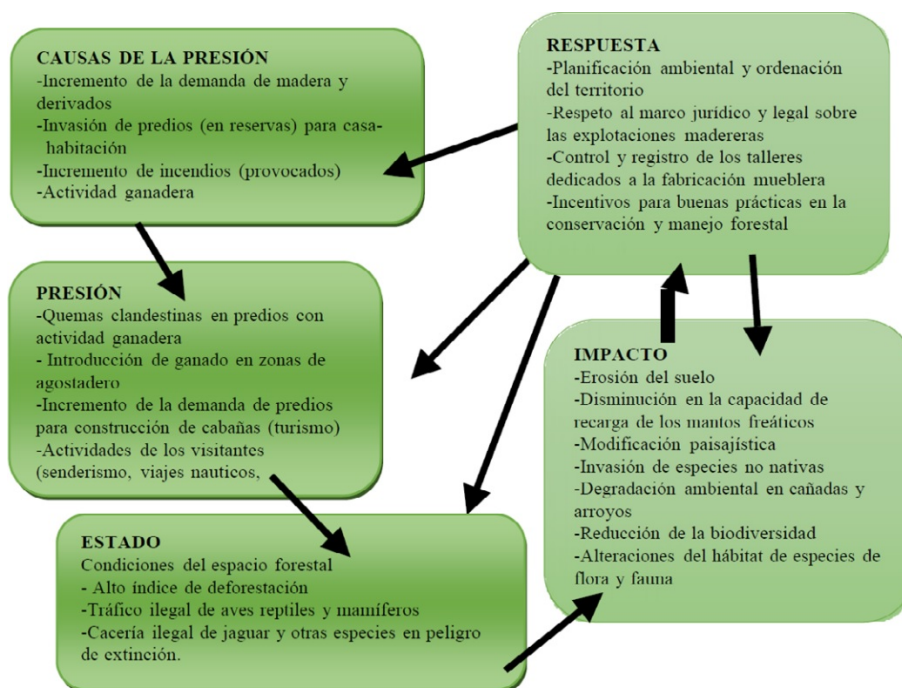 CAUSAS DE LA PRESIÓN
-Incremento de la demanda de madera y
derivados
-Invasión de predios (en reservas) para casa-
habitación
-Incremento de incendios (provocados)
-Actividad ganadera
PRESIÓN
-Quemas clandestinas en predios con
actividad ganadera
- Introducción de ganado en zonas de
agostadero
-Incremento de la demanda de predios
para construcción de cabañas (turismo)
-Actividades de los visitantes
(senderismo, viajes nauticos,
ESTADO
Condiciones del espacio forestal
- Alto índice de deforestación
-Tráfico ilegal de aves reptiles y mamíferos
-Cacería ilegal de jaguar y otras especies en peligro
de extinción.
RESPUESTA
-Planificación ambiental y ordenación
del territorio
-Respeto al marco jurídico y legal sobre
las explotaciones madereras
-Control y registro de los talleres
dedicados a la fabricación mueblera
-Incentivos para buenas prácticas en la
conservación y manejo forestal
IMPACTO
-Erosión del suelo
-Disminución en la capacidad de
recarga de los mantos freáticos
-Modificación paisajística
-Invasión de especies no nativas
-Degradación ambiental en cañadas y
arroyos
-Reducción de la biodiversidad
-Alteraciones del hábitat de especies de
flora y fauna